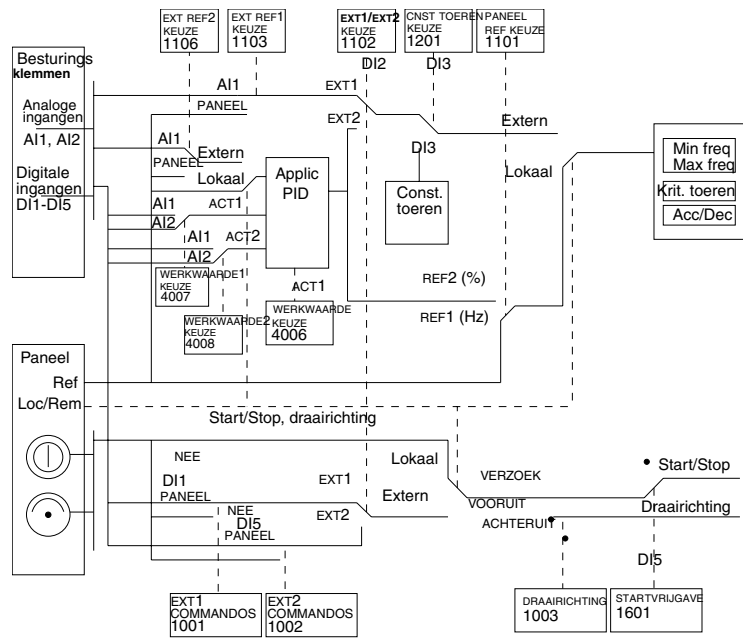 EXT REF2
KEUZE
1106
EXT REF1
KEUZE
1103
EXT1/EXT2
KEUZE
1102
CNST TOEREN
KEUZE
1201
PANEEL
REF KEUZE
1101
Besturings
klemmen
Analoge
ingangen
AI1, AI2
Digitale
ingangen
DI1-DI5
DI2
DI3
AI1
PANEEL
EXT1
EXT2
Extern
AI1
PANEEL
Extern
Lokaal
AI1
AI2
ACT1
AI1
AI2
ACT2
Applic
PID
DI3
Const.
toeren
Lokaal
Min freq
Max freq
Krit. toeren
Acc/Dec
WERKWAARDE1
KEUZE
4007
WERKWAARDE2
KEUZE
4008
ACT1
WERKWAARDE
KEUZE
4006
REF2 (%)
REF1 (Hz)
Paneel
Ref
Loc/Rem
Start/Stop, draairichting
NEE
DI1
PANEEL
NEE
DI5
PANEEL
EXT1
EXT2
Lokaal
Extern
VERZOEK
VOORUIT
ACHTERUIT
Start/Stop
Draairichting
DI5
EXT1
COMMANDOS
1001
EXT2
COMMANDOS
1002
DRAAIRICHTING
1003
STARTVRIJGAVE
1601